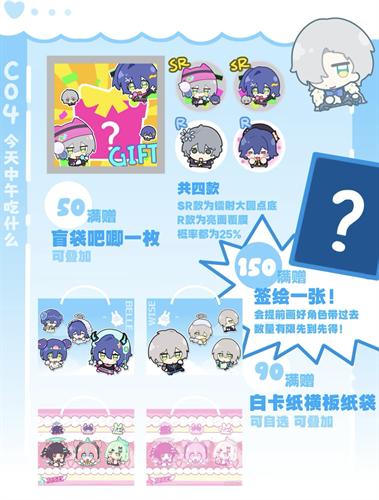 C04 今天中午吃什么
SR
SR
R
R
?
GIFT
共四款
SR款为镭射大圆点底
R款为亮面覆膜
概率都为25%
50满赠
盲袋吧唧一枚
可叠加
?
150满赠
签绘一张!
会提前画好角色带过去
数量有限先到先得!
BELLE
WISE
90满赠
白卡纸横板纸袋
可自选 可叠加